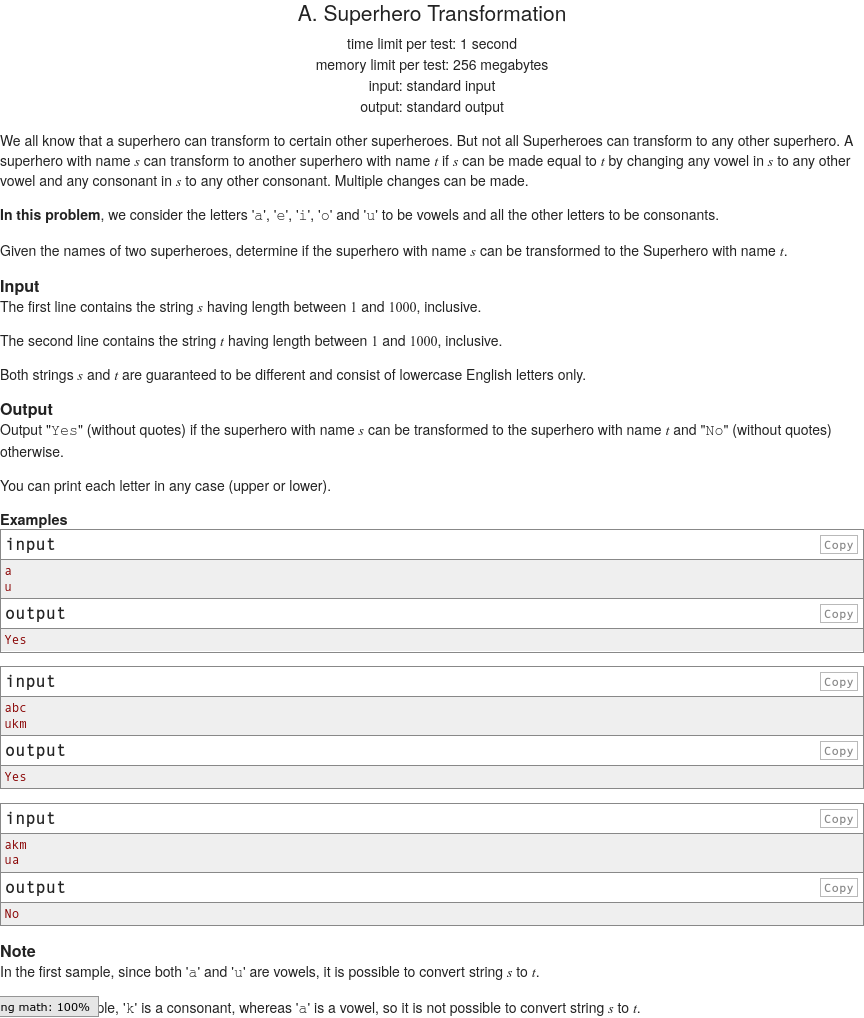 A. Superhero Transformation
time limit per test: 1 second
memory limit per test: 256 megabytes
input: standard input
output: standard output
We all know that a superhero can transform to certain other superheroes. But not all Superheroes can transform to any other superhero. A
superhero with name s can transform to another superhero with name t if s can be made equal to t by changing any vowel in s to any other
vowel and any consonant in s to any other consonant. Multiple changes can be made.
In this problem, we consider the letters 'a', 'e', 'i', 'o' and 'u' to be vowels and all the other letters to be consonants.
Given the names of two superheroes, determine if the superhero with name s can be transformed to the Superhero with name t.
Input
The first line contains the string s having length between 1 and 1000, inclusive.
The second line contains the string t having length between 1 and 1000, inclusive.
Both strings s and t are guaranteed to be different and consist of lowercase English letters only.
Output
Output "Yes" (without quotes) if the superhero with name s can be transformed to the superhero with name t and "No" (without quotes)
otherwise.
You can print each letter in any case (upper or lower).
Examples
input Copy
a
u
output Copy
Yes
input Copy
abc
ukm
output Copy
Yes
input Copy
akm
ua
output Copy
No
Note
In the first sample, since both 'a' and 'u' are vowels, it is possible to convert string s to t.
ng math: 100% ple, 'k' is a consonant, whereas 'a' is a vowel, so it is not possible to convert string s to t.